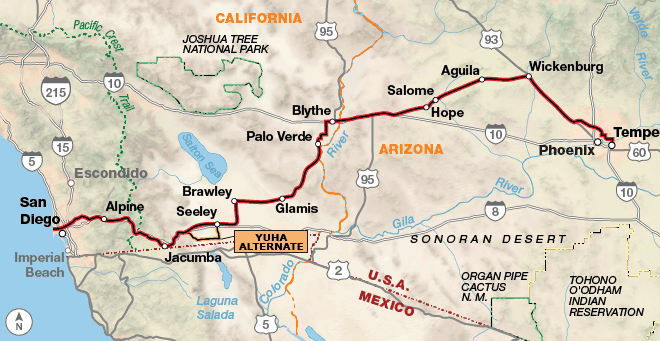 CALIFORNIA
Pacific Crest
Trail
JOSHUA TREE
NATIONAL PARK
95
93
Verde
River
Aguila
Wickenburg
215
10
Salome
Hope
Blythe
Palo Verde
River
ARIZONA
10
Tempe
Phoenix
60
5
15
Escondido
Salton Sea
95
River
10
Brawley
San
Diego
Alpine
Seeley
Glamis
Gila
8
YUHA
ALTERNATE
SONORAN DESERT
Imperial
Beach
Jacumba
Colorado
2
U.S.A.
MEXICO
ORGAN PIPE
CACTUS
N. M.
TOHONO
O'ODHAM
INDIAN
RESERVATION
Laguna
Salada
5
N